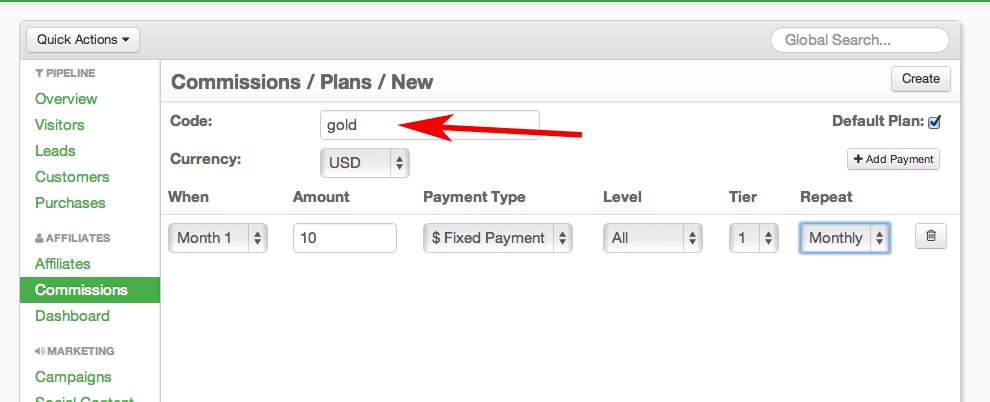 Quick Actions
Global Search...
PIPELINE
Overview
Visitors
Leads
Customers
Purchases
AFFILIATES
Affiliates
Commissions
Dashboard
MARKETING
Campaigns
Social Content
Commissions / Plans / New
Create
Code: gold Default Plan:
Currency: USD + Add Payment
When Amount Payment Type Level Tier Repeat
Month 1 10 $ Fixed Payment All 1 Monthly